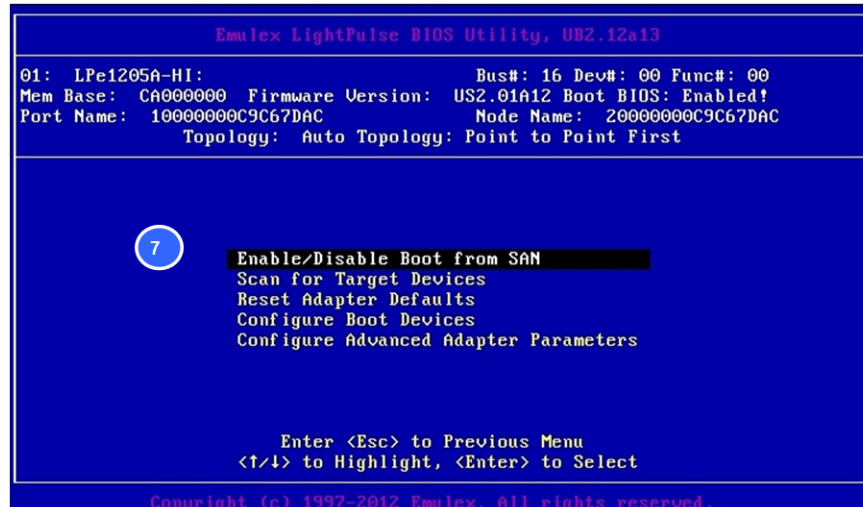 Emulex LightPulse BIOS Utility, UB2.12a13
01: LPe1205A-HI: Bus#: 16 Dev#: 00 Func#: 00
Mem Base: CA000000 Firmware Version: US2.01A12 Boot BIOS: Enabled!
Port Name: 10000000C9C67DAC Node Name: 20000000C9C67DAC
Topology: Auto Topology: Point to Point First
7
Enable/Disable Boot from SAN
Scan for Target Devices
Reset Adapter Defaults
Configure Boot Devices
Configure Advanced Adapter Parameters
Enter <Esc> to Previous Menu
<↑/↓> to Highlight, <Enter> to Select
Copyright (c) 1997-2012 Emulex. All rights reserved.